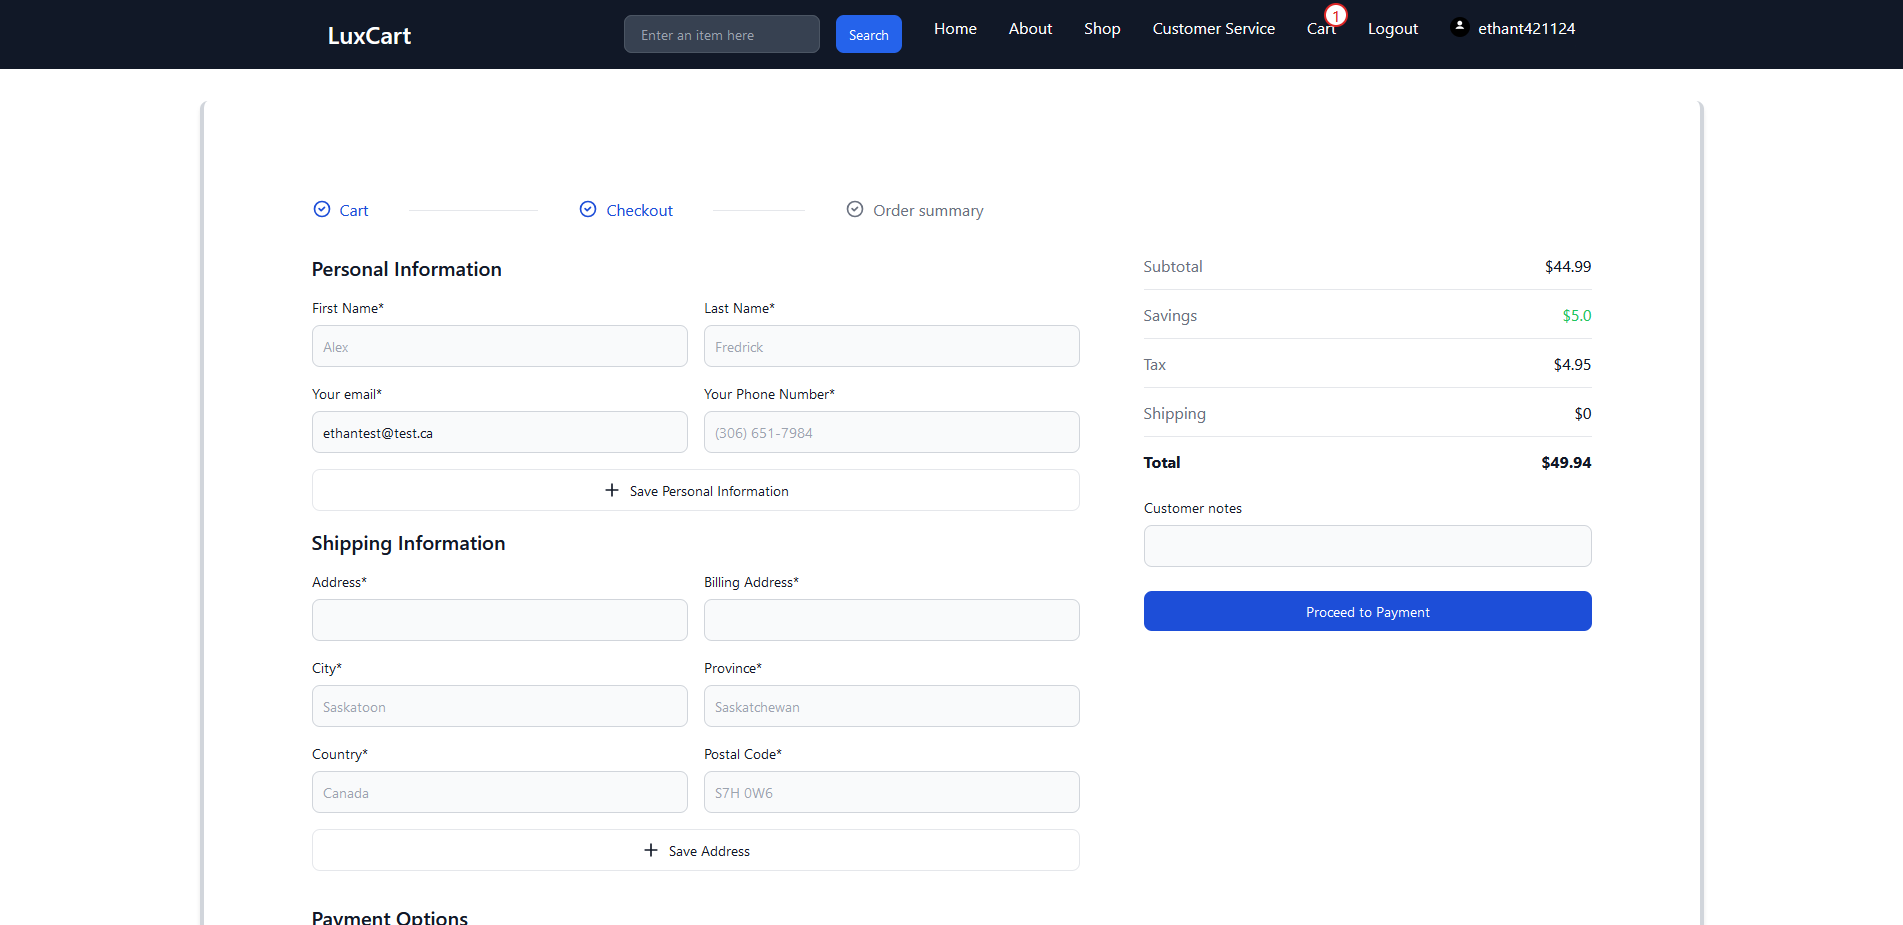 LuxCart
Enter an item here
Search
Home
About
Shop
Customer Service
Cart
1
Logout
ethant421124
Cart
Checkout
Order summary
Personal Information
First Name*
Last Name*
Alex
Fredrick
Your email*
Your Phone Number*
ethantest@test.ca
(306) 651-7984
Save Personal Information
Shipping Information
Address*
Billing Address*
City*
Province*
Saskatoon
Saskatchewan
Country*
Postal Code*
Canada
S7H 0W6
Save Address
Payment Options
Subtotal $44.99
Savings $5.0
Tax $4.95
Shipping $0
Total $49.94
Customer notes
Proceed to Payment